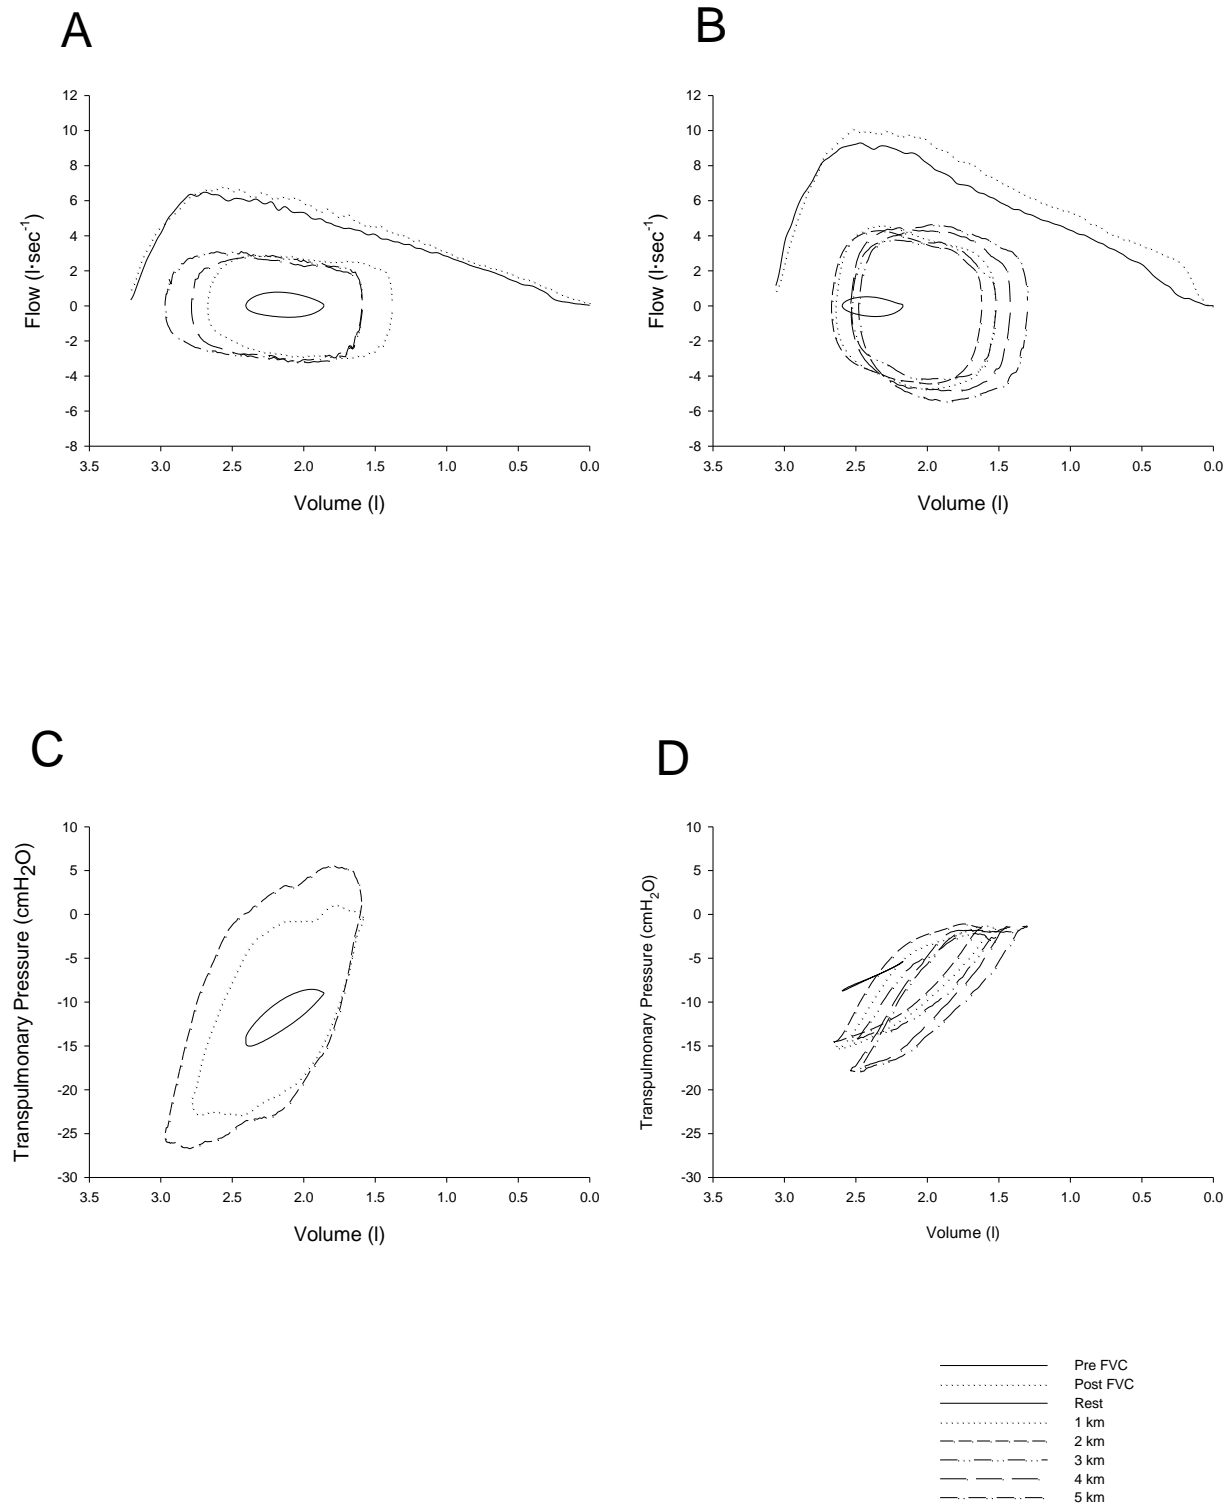 A
B
12
10
8
6
4
2
0
-2
-4
-6
-8
Flow (l·sec-1)
3.5 3.0 2.5 2.0 1.5 1.0 0.5 0.0
Volume (l)
12
10
8
6
4
2
0
-2
-4
-6
-8
Flow (l·sec-1)
3.5 3.0 2.5 2.0 1.5 1.0 0.5 0.0
Volume (l)
C
D
10
5
0
-5
-10
-15
-20
-25
-30
Transpulmonary Pressure (cmH2O)
3.5 3.0 2.5 2.0 1.5 1.0 0.5 0.0
Volume (l)
10
5
0
-5
-10
-15
-20
-25
-30
Transpulmonary Pressure (cmH2O)
3.5 3.0 2.5 2.0 1.5 1.0 0.5 0.0
Volume (l)
Pre FVC
Post FVC
Rest
1 km
2 km
3 km
4 km
5 km